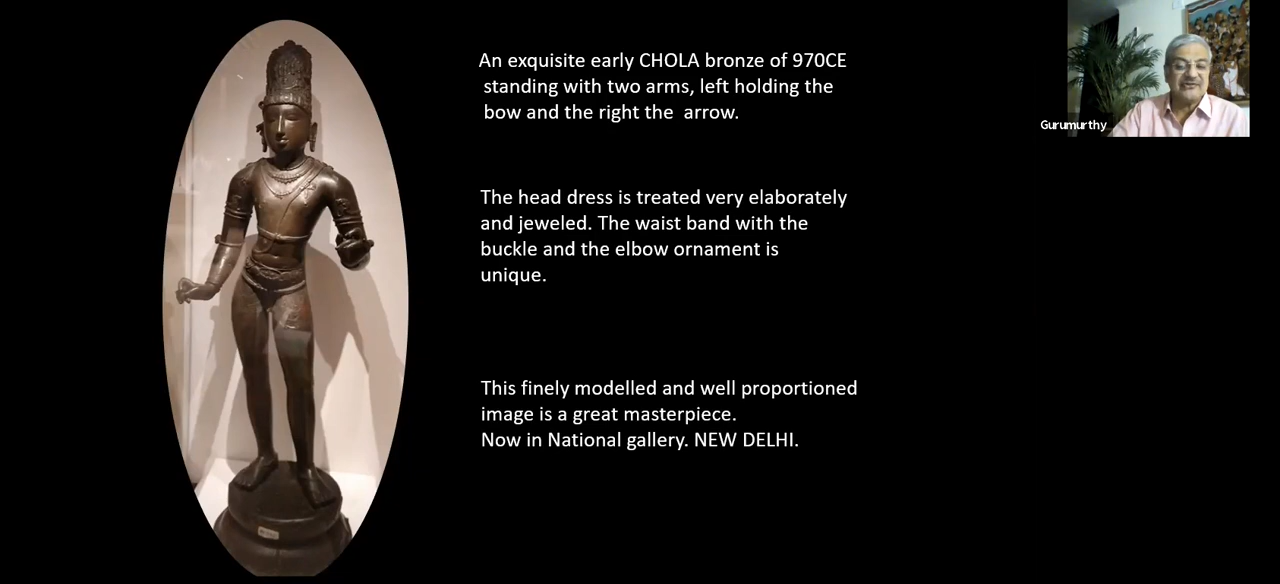 An exquisite early CHOLA bronze of 970CE
standing with two arms, left holding the
bow and the right the arrow.
The head dress is treated very elaborately
and jeweled. The waist band with the
buckle and the elbow ornament is
unique.
This finely modelled and well proportioned
image is a great masterpiece.
Now in National gallery. NEW DELHI.
Gurumurthy